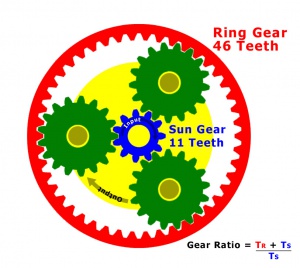 Ring Gear
46 Teeth
Input
Sun Gear
11 Teeth
Output
Gear Ratio = TR + TS
TS